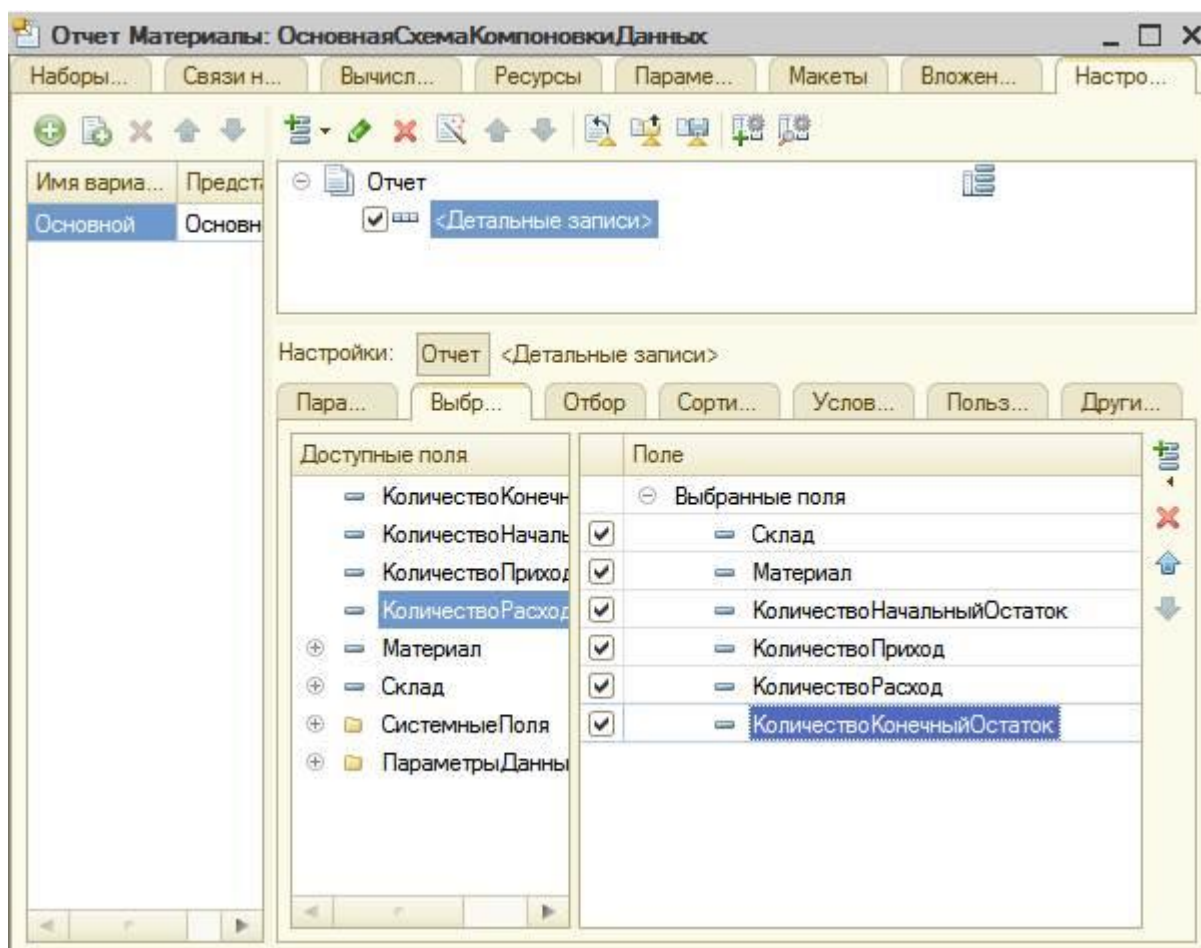 Отчет Материалы: ОсновнаяСхемаКомпоновкиДанных
Наборы... Связи н... Вычисл... Ресурсы Параме... Макеты Вложен... Настро...
Имя вариа... Предста
Основной Основн
Отчет
<Детальные записи>
Настройки: Отчет <Детальные записи>
Пара... Выбр... Отбор Сорти... Услов... Польз... Други...
Доступные поля
КоличествоКонечн
КоличествоНачаль
КоличествоПриход
КоличествоРасход
Материал
Склад
СистемныеПоля
ПараметрыДанны
Поле
Выбранные поля
Склад
Материал
КоличествоНачальныйОстаток
КоличествоПриход
КоличествоРасход
КоличествоКонечныйОстаток